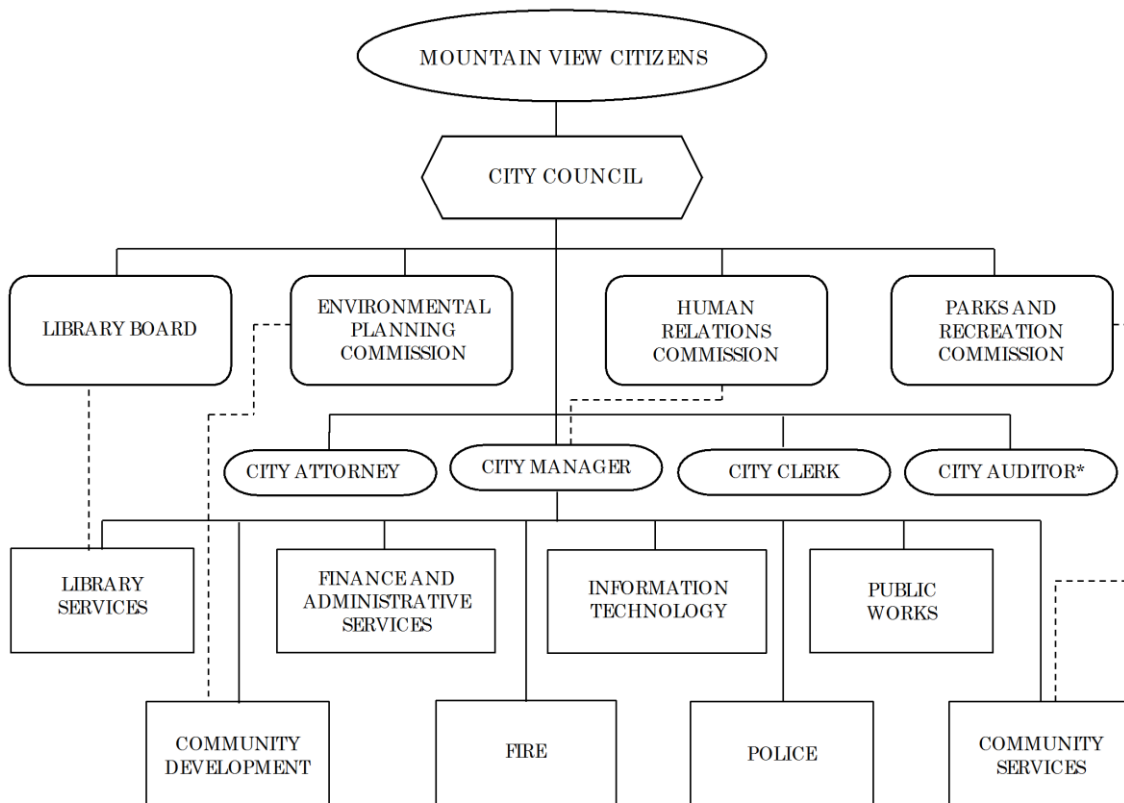 MOUNTAIN VIEW CITIZENS
CITY COUNCIL
LIBRARY BOARD
ENVIRONMENTAL
PLANNING
COMMISSION
HUMAN
RELATIONS
COMMISSION
PARKS AND
RECREATION
COMMISSION
CITY ATTORNEY
CITY MANAGER
CITY CLERK
CITY AUDITOR*
LIBRARY
SERVICES
FINANCE AND
ADMINISTRATIVE
SERVICES
INFORMATION
TECHNOLOGY
PUBLIC
WORKS
COMMUNITY
DEVELOPMENT
FIRE
POLICE
COMMUNITY
SERVICES